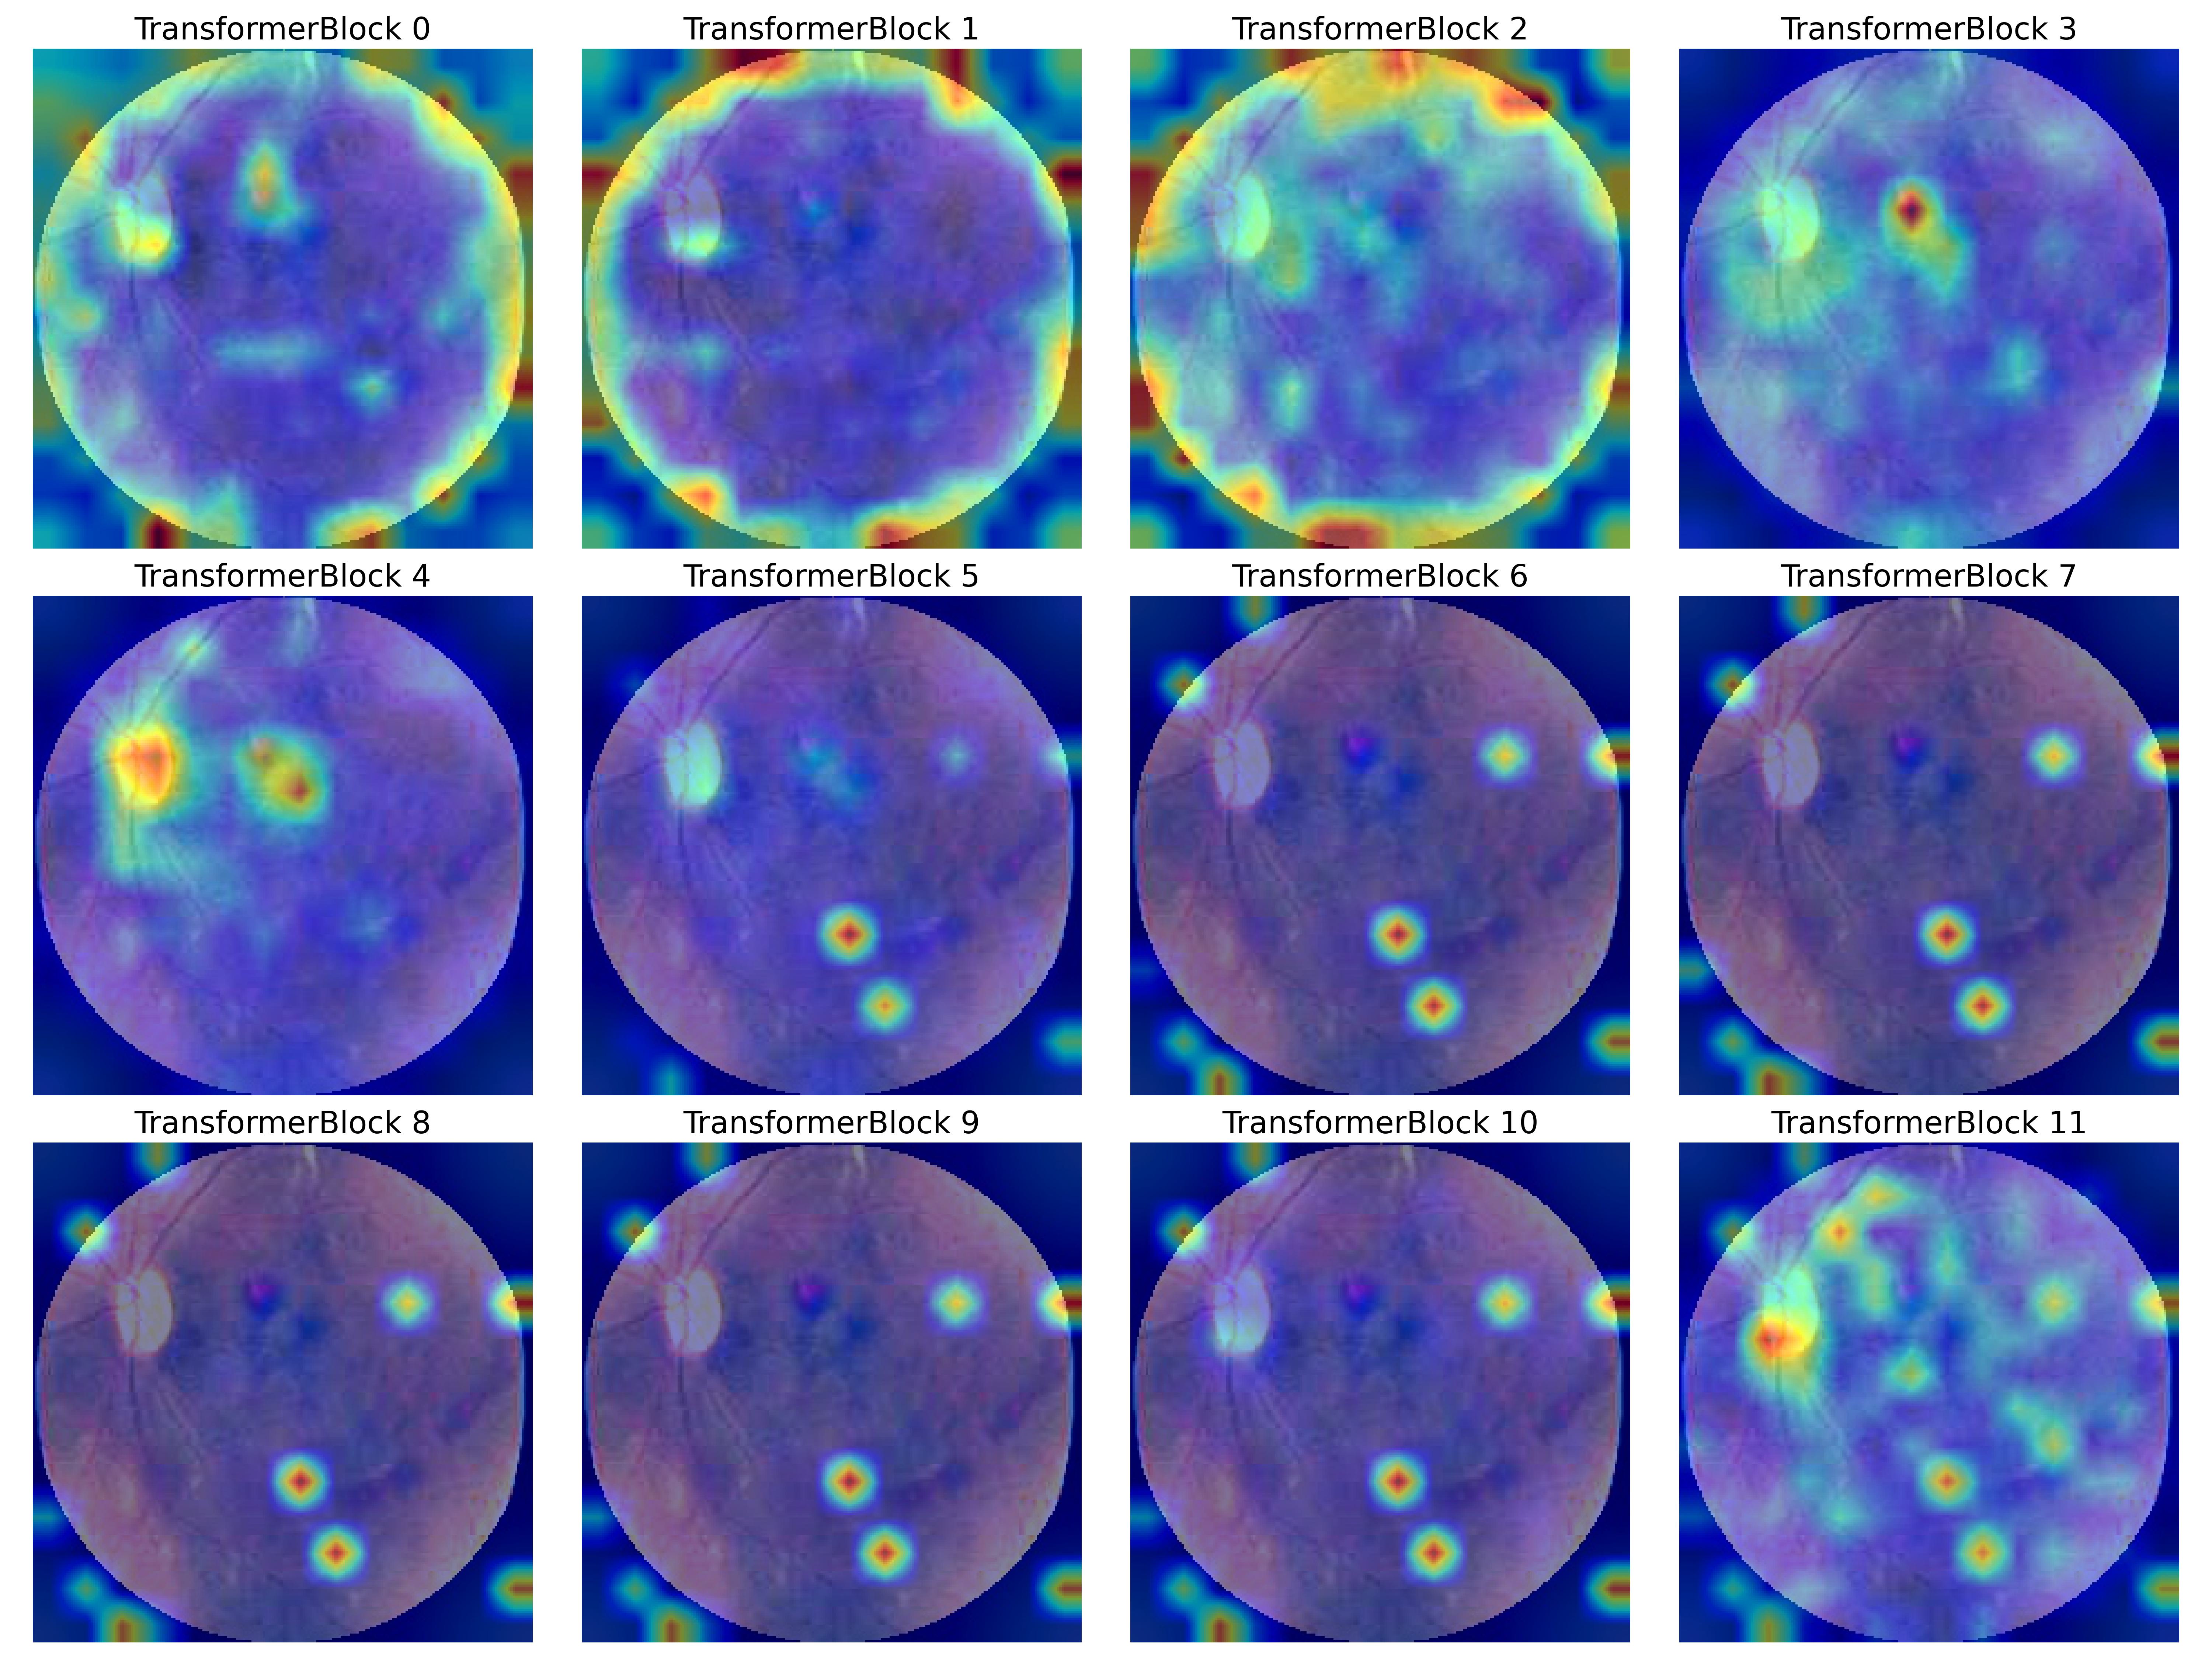 TransformerBlock 0
TransformerBlock 1
TransformerBlock 2
TransformerBlock 3
TransformerBlock 4
TransformerBlock 5
TransformerBlock 6
TransformerBlock 7
TransformerBlock 8
TransformerBlock 9
TransformerBlock 10
TransformerBlock 11